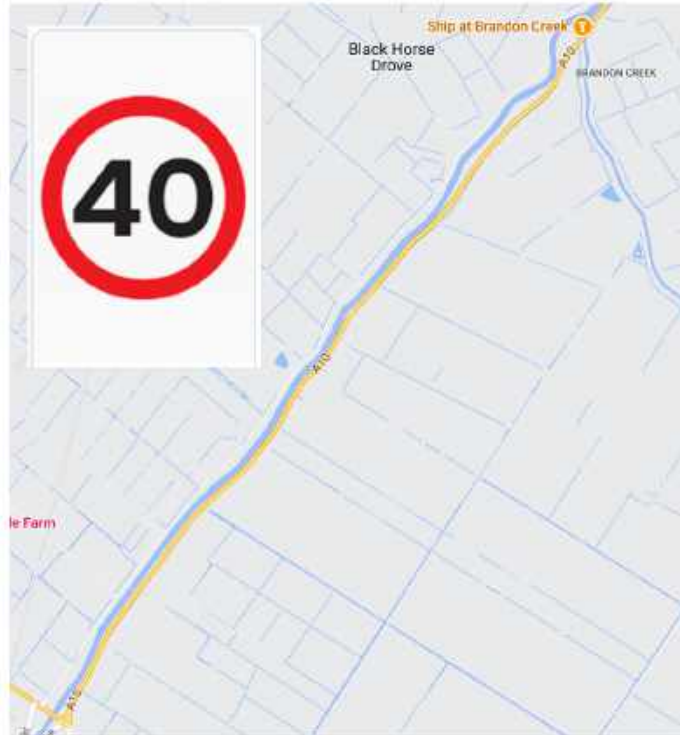 Ship at Brandon Creek
Black Horse
Drove
A10
BRANDON CREEK
40
A10
le Farm
A10